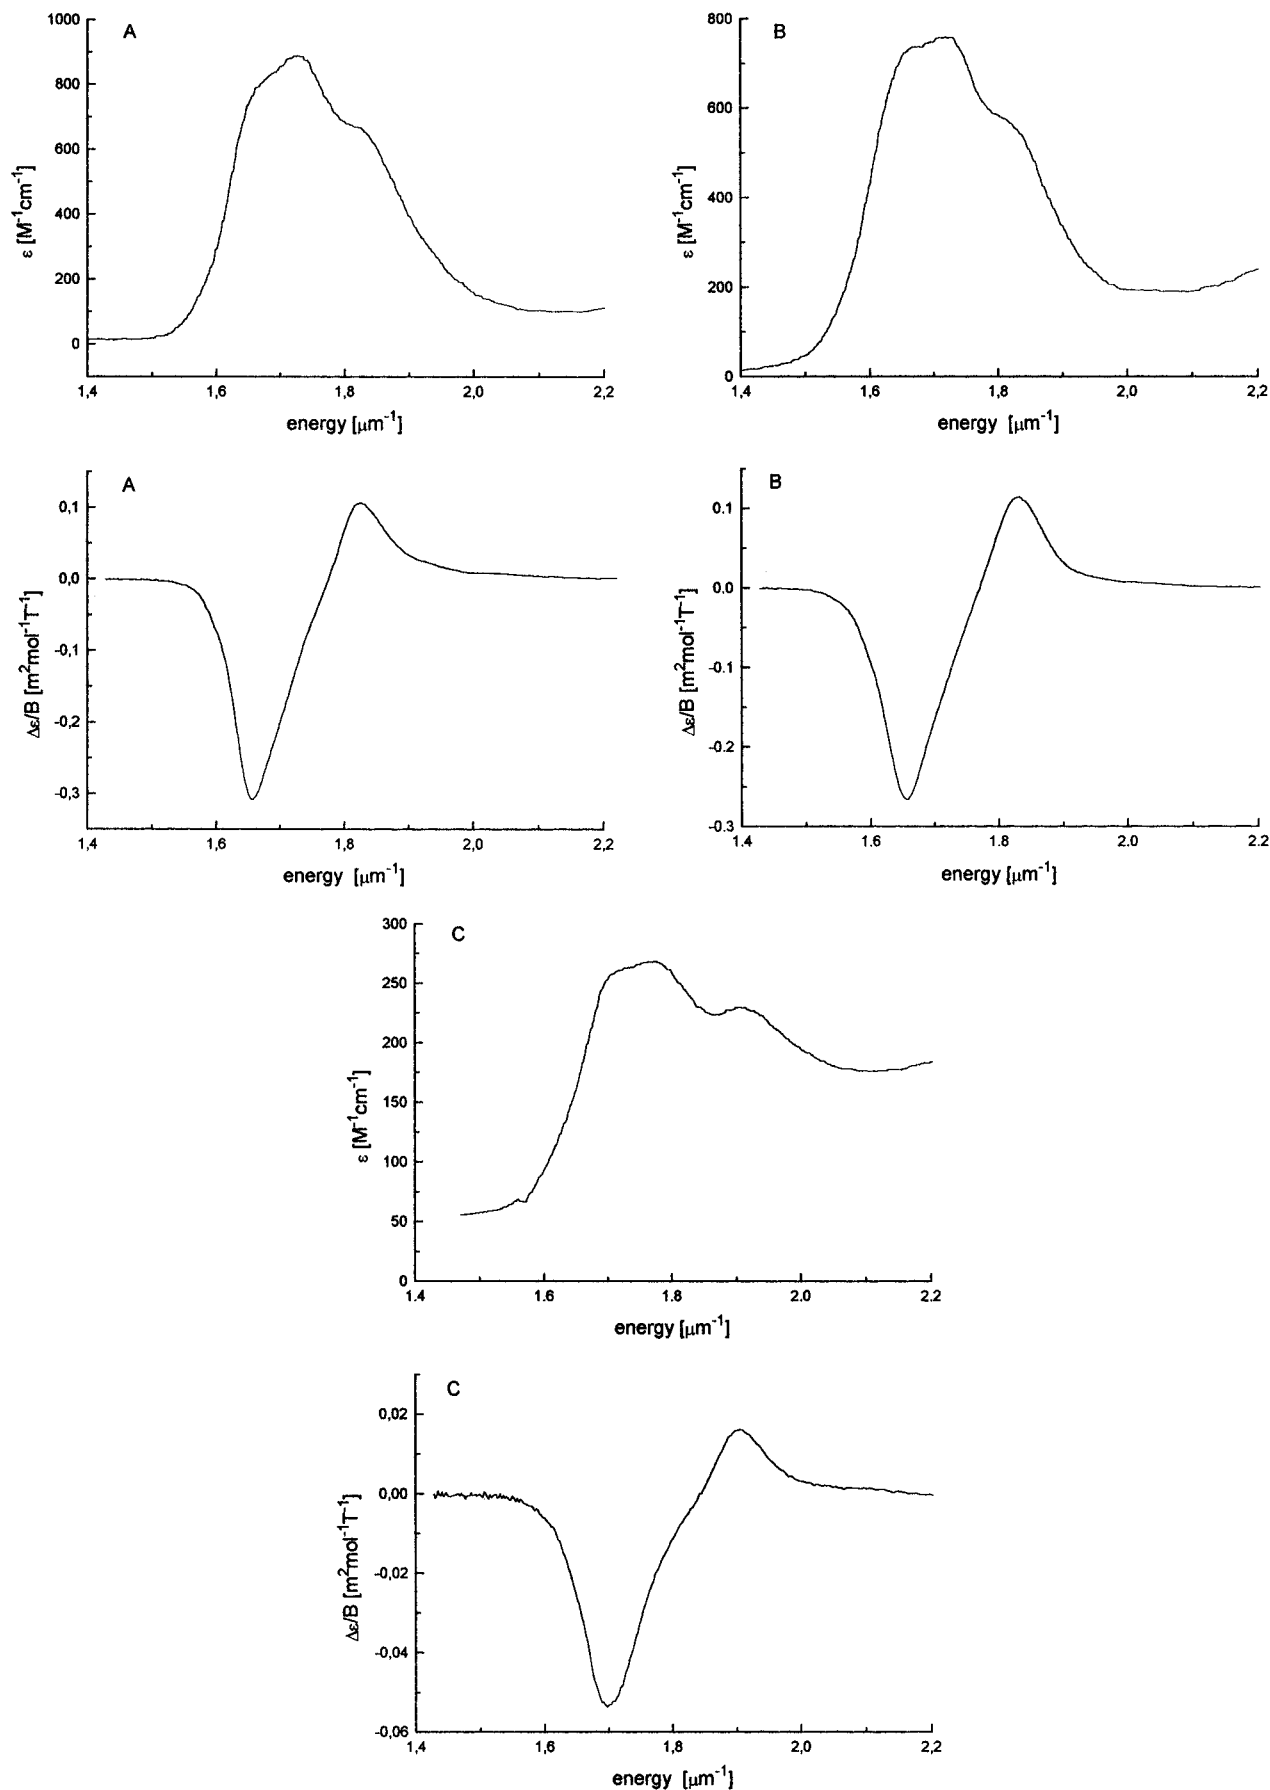 A
1000
800
600
400
200
0
ε [M⁻¹cm⁻¹]
1,4 1,6 1,8 2,0 2,2
energy [μm⁻¹]
B
800
600
400
200
0
ε [M⁻¹cm⁻¹]
1,4 1,6 1,8 2,0 2,2
energy [μm⁻¹]
A
0,1
0,0
-0,1
-0,2
-0,3
Δε/B [m²mol⁻¹T⁻¹]
1,4 1,6 1,8 2,0 2,2
energy [μm⁻¹]
B
0.1
0.0
-0.1
-0.2
-0.3
Δε/B [m²mol⁻¹T⁻¹]
1.4 1.6 1.8 2.0 2.2
energy [μm⁻¹]
C
300
250
200
150
100
50
0
ε [M⁻¹cm⁻¹]
1.4 1.6 1.8 2.0 2.2
energy [μm⁻¹]
C
0,02
0,00
-0,02
-0,04
-0,06
Δε/B [m²mol⁻¹T⁻¹]
1,4 1,6 1,8 2,0 2,2
energy [μm⁻¹]